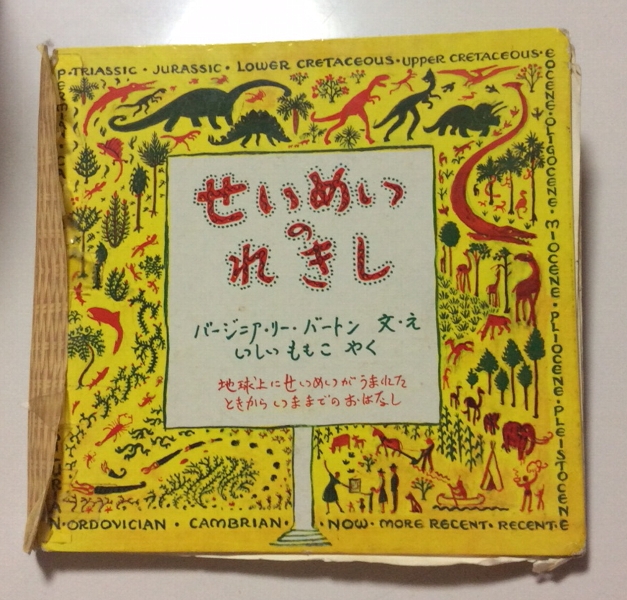 P·TRIASSIC · JURASSIC · LOWER CRETACEOUS · UPPER CRETACEOUS·
EOCENE·OLIGOCENE·MIOCENE·PLIOCENE·PLEISTOCENE
せいめい
の
れきし
バージニア・リー・バートン 文・え
いしい ももこ やく
地球上にせいめいがうまれた
ときから いままでのおはなし
N·ORDOVICIAN · CAMBRIAN · NOW · MORE RECENT · RECENT·E